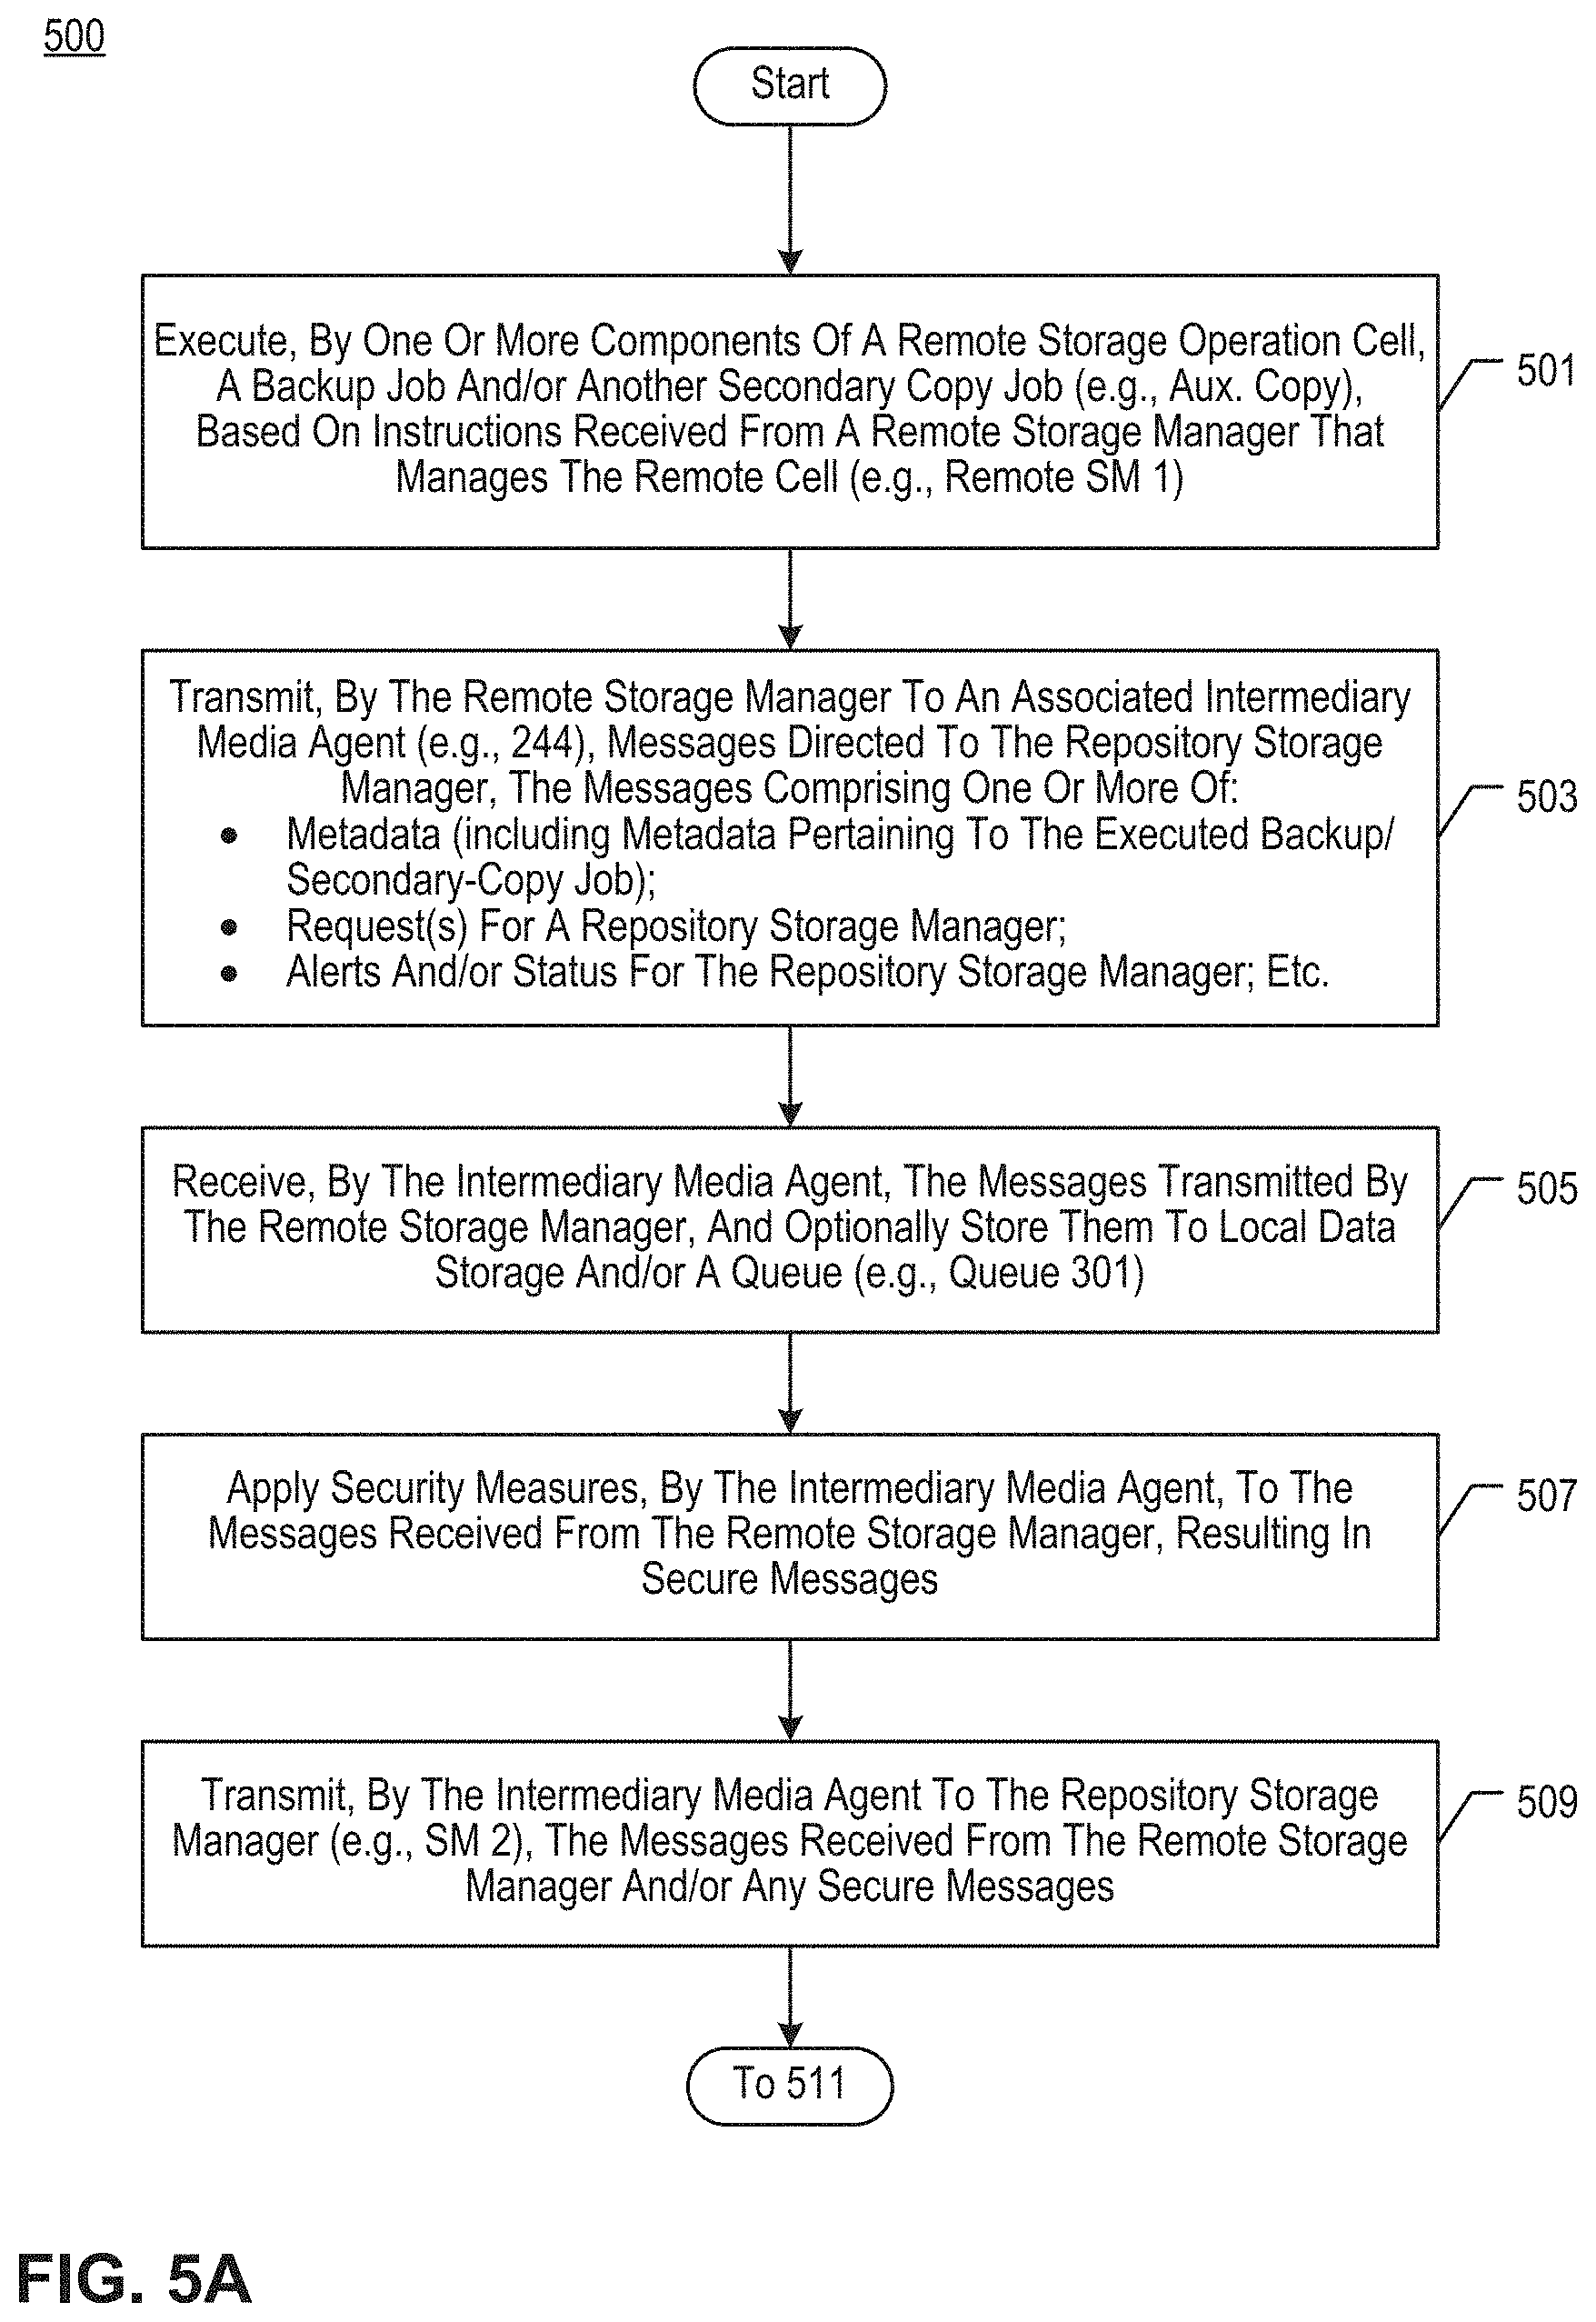 500
Start
Execute, By One Or More Components Of A Remote Storage Operation Cell,
A Backup Job And/or Another Secondary Copy Job (e.g., Aux. Copy),
Based On Instructions Received From A Remote Storage Manager That
Manages The Remote Cell (e.g., Remote SM 1)
501
Transmit, By The Remote Storage Manager To An Associated Intermediary
Media Agent (e.g., 244), Messages Directed To The Repository Storage
Manager, The Messages Comprising One Or More Of:
• Metadata (including Metadata Pertaining To The Executed Backup/
Secondary-Copy Job);
• Request(s) For A Repository Storage Manager;
• Alerts And/or Status For The Repository Storage Manager; Etc.
503
Receive, By The Intermediary Media Agent, The Messages Transmitted By
The Remote Storage Manager, And Optionally Store Them To Local Data
Storage And/or A Queue (e.g., Queue 301)
505
Apply Security Measures, By The Intermediary Media Agent, To The
Messages Received From The Remote Storage Manager, Resulting In
Secure Messages
507
Transmit, By The Intermediary Media Agent To The Repository Storage
Manager (e.g., SM 2), The Messages Received From The Remote Storage
Manager And/or Any Secure Messages
509
To 511
FIG. 5A